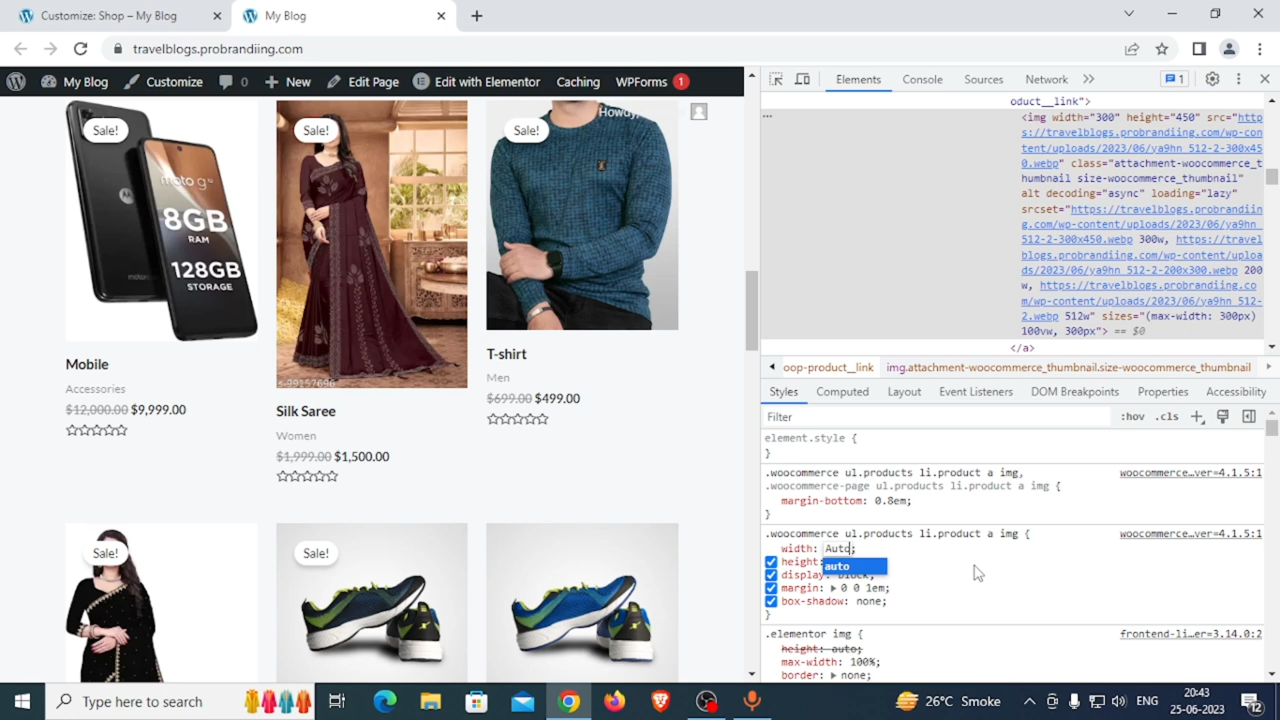 Customize: Shop – My Blog
My Blog
travelblogs.probrandiing.com
My Blog
Customize
0
New
Edit Page
Edit with Elementor
Caching
WPForms
1
Howdy,
Sale!
moto g32
8GB
RAM
128GB
STORAGE
Mobile
Accessories
$12,000.00 $9,999.00
Sale!
s-99157696
Silk Saree
Women
$1,999.00 $1,500.00
Sale!
T-shirt
Men
$699.00 $499.00
Sale!
Sale!
Elements
Console
Sources
Network
1
oduct__link">
<img width="300" height="450" src="http
s://travelblogs.probrandiing.com/wp-con
tent/uploads/2023/06/ya9hn_512-2-300x45
0.webp" class="attachment-woocommerce_t
humbnail size-woocommerce_thumbnail"
alt decoding="async" loading="lazy"
srcset="https://travelblogs.probrandiin
g.com/wp-content/uploads/2023/06/ya9hn_
512-2-300x450.webp 300w, https://travel
blogs.probrandiing.com/wp-content/uploa
ds/2023/06/ya9hn_512-2-200x300.webp 200
w, https://travelblogs.probrandiing.co
m/wp-content/uploads/2023/06/ya9hn_512-
2.webp 512w" sizes="(max-width: 300px)
100vw, 300px"> == $0
</a>
oop-product__link
img.attachment-woocommerce_thumbnail.size-woocommerce_thumbnail
Styles
Computed
Layout
Event Listeners
DOM Breakpoints
Properties
Accessibility
Filter
:hov
.cls
element.style {
}
.woocommerce ul.products li.product a img,
woocommerce…ver=4.1.5:1
.woocommerce-page ul.products li.product a img {
margin-bottom: 0.8em;
}
.woocommerce ul.products li.product a img {
woocommerce…ver=4.1.5:1
width: Auto;
height:
auto
display: block;
margin: 0 0 1em;
box-shadow: none;
}
.elementor img {
frontend-li…er=3.14.0:2
height: auto;
max-width: 100%;
border: none;
Type here to search
26°C Smoke
ENG
20:43
25-06-2023
12